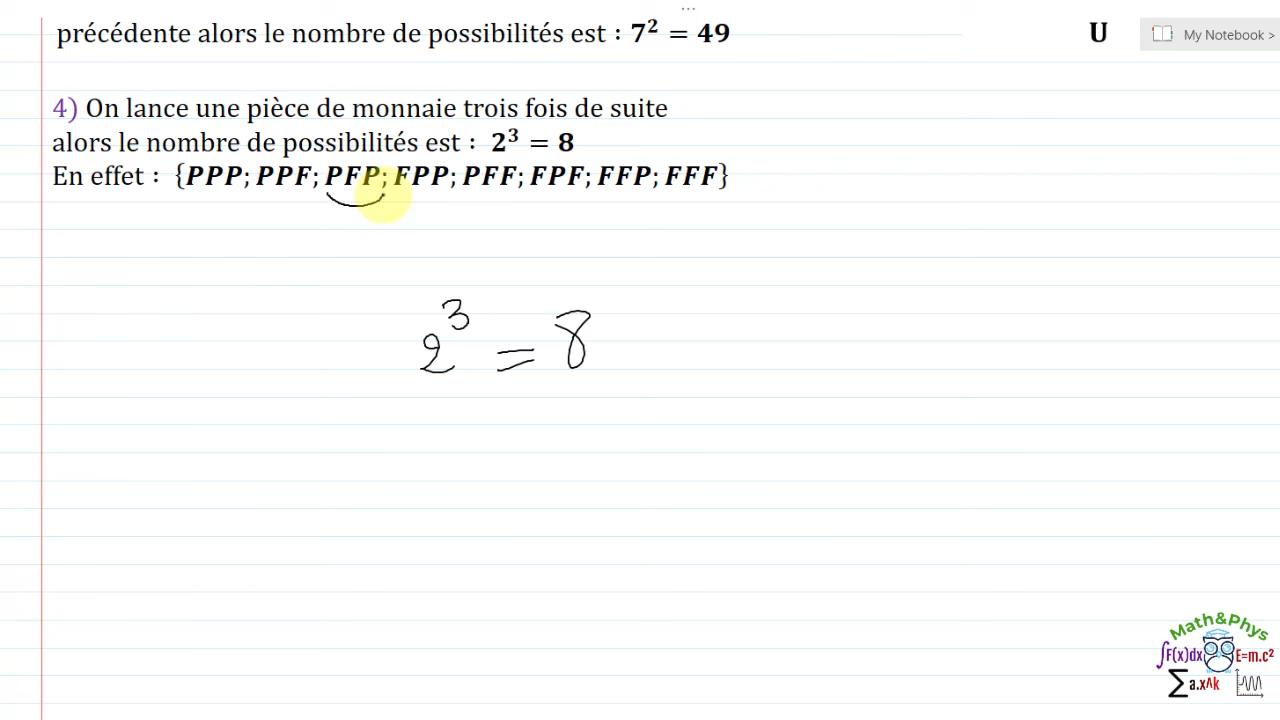 précédente alors le nombre de possibilités est : 7² = 49
U
My Notebook >
4) On lance une pièce de monnaie trois fois de suite
alors le nombre de possibilités est : 2³ = 8
En effet : {PPP; PPF; PFP; FPP; PFF; FPF; FFP; FFF}
2³ = 8
Math&Phys
∫F(x)dx E=m.c²
∑ a.x^k